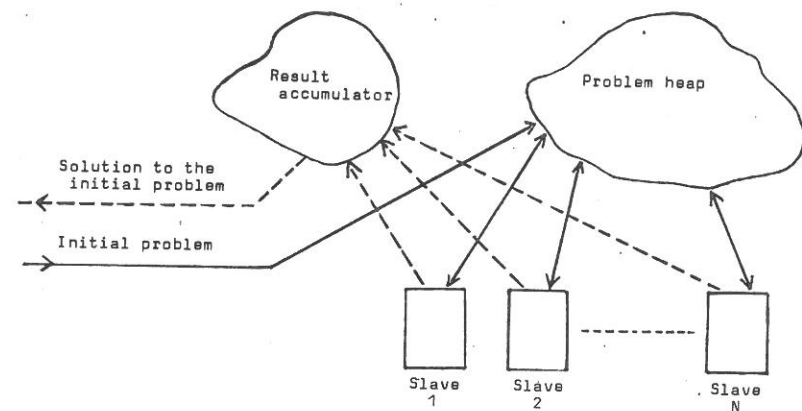 Result
accumulator
Problem heap
Solution to the
initial problem
Initial problem
Slave
1
Slave
2
Slave
N